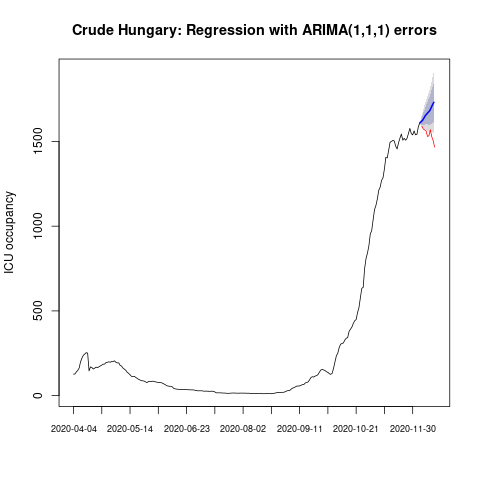 Crude Hungary: Regression with ARIMA(1,1,1) errors
ICU occupancy
1500
1000
500
0
2020-04-04 2020-05-14 2020-06-23 2020-08-02 2020-09-11 2020-10-21 2020-11-30